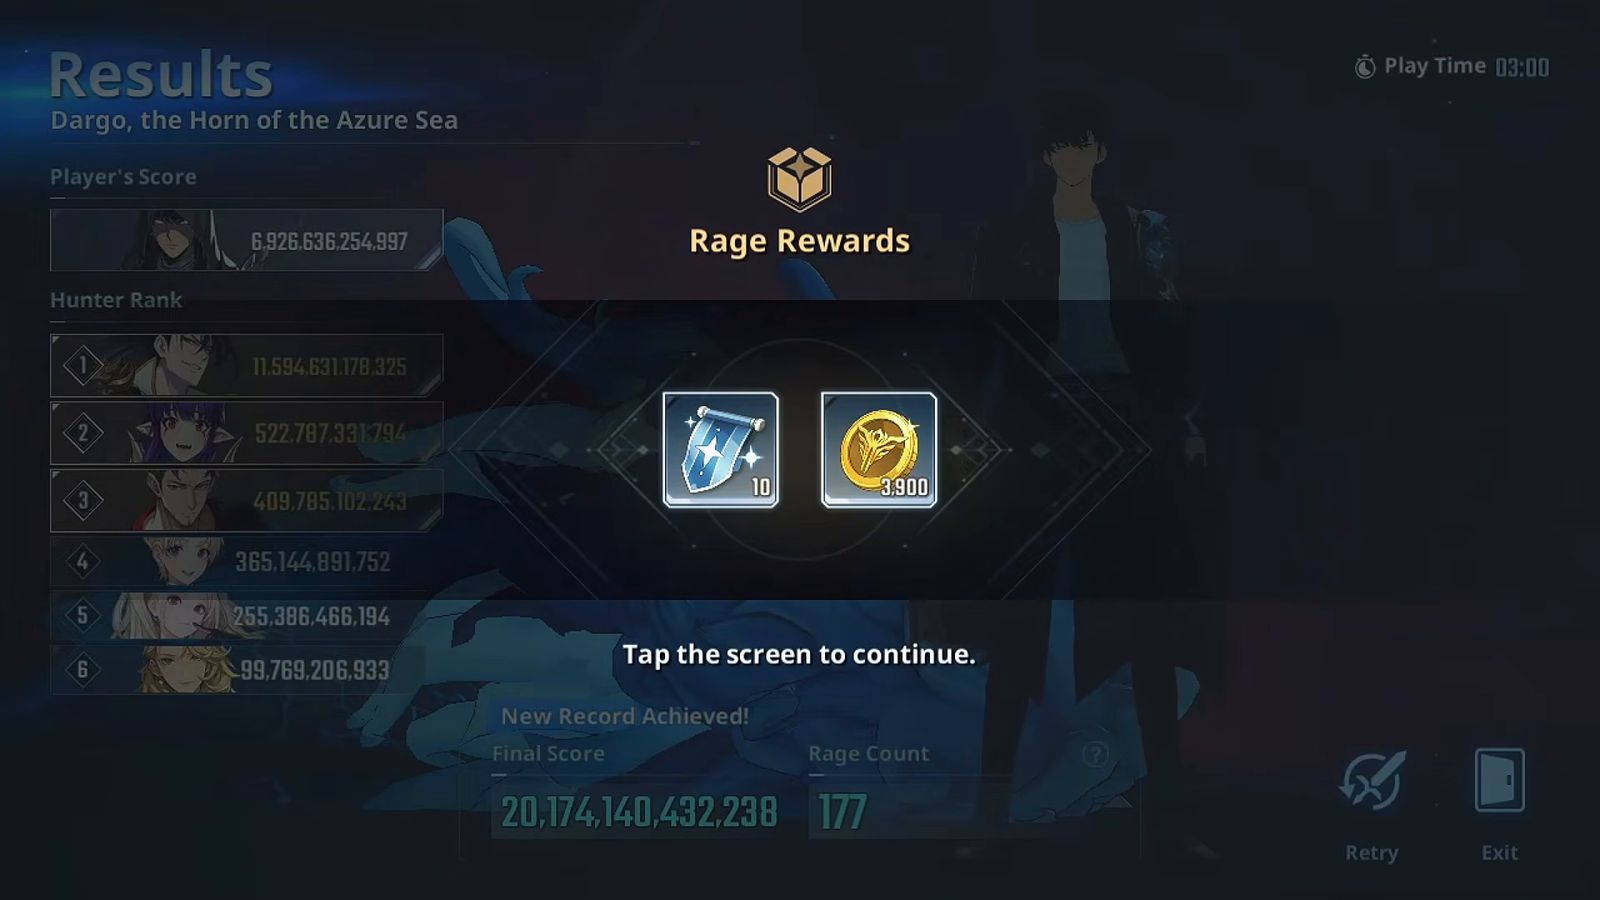 Results
Dargo, the Horn of the Azure Sea
Play Time 03:00
Player's Score
6,926,636,254,997
Rage Rewards
Hunter Rank
1 11,594,631,178,325
2 522,787,331,794
3 409,785,102,243
4 365,144,891,752
5 255,386,466,194
6 99,769,206,933
10
3,900
Tap the screen to continue.
New Record Achieved!
Final Score
20,174,140,432,238
Rage Count
?
177
Retry
Exit